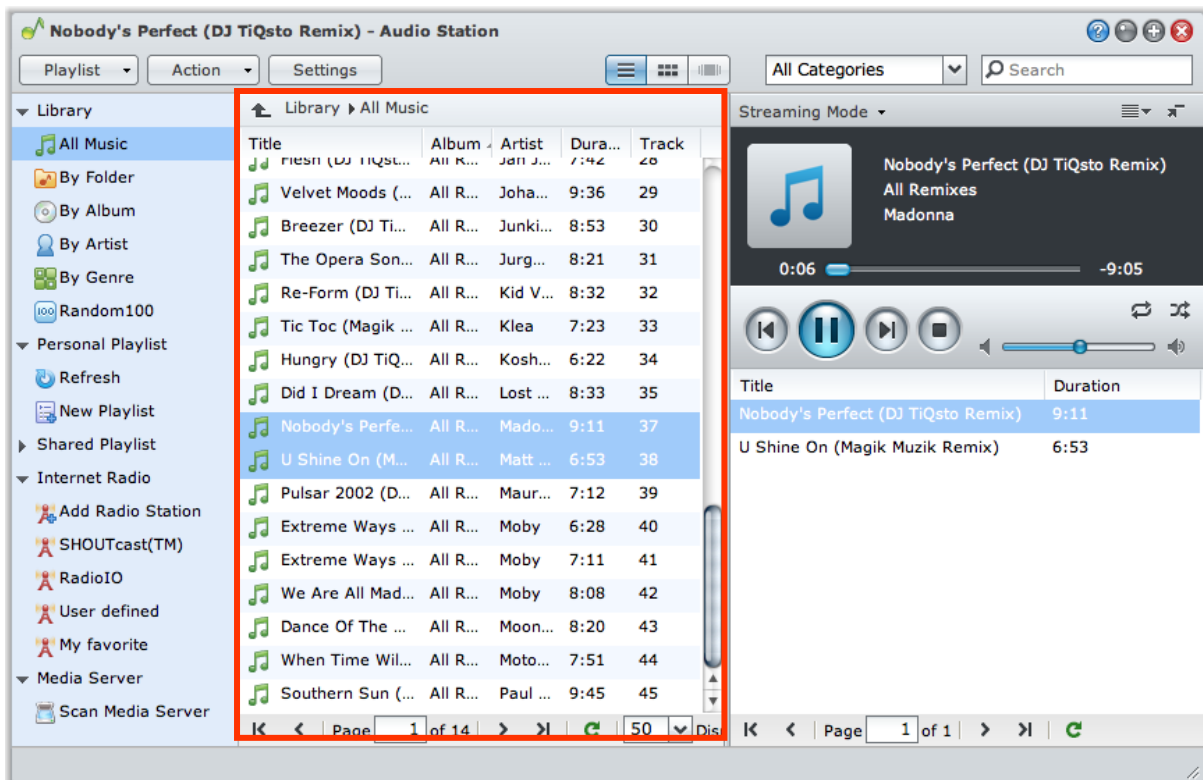 Nobody's Perfect (DJ TiQsto Remix) - Audio Station
Playlist Action Settings All Categories Search
Library
All Music
By Folder
By Album
By Artist
By Genre
100 Random100
Personal Playlist
Refresh
New Playlist
Shared Playlist
Internet Radio
Add Radio Station
SHOUTcast(TM)
RadioIO
User defined
My favorite
Media Server
Scan Media Server
Library All Music
Title Album Artist Dura... Track
Flesh (DJ TiQst... All R... Jan J... 7:42 28
Velvet Moods (... All R... Joha... 9:36 29
Breezer (DJ Ti... All R... Junki... 8:53 30
The Opera Son... All R... Jurg... 8:21 31
Re-Form (DJ Ti... All R... Kid V... 8:32 32
Tic Toc (Magik ... All R... Klea 7:23 33
Hungry (DJ TiQ... All R... Kosh... 6:22 34
Did I Dream (D... All R... Lost ... 8:33 35
Nobody's Perfe... All R... Mado... 9:11 37
U Shine On (M... All R... Matt ... 6:53 38
Pulsar 2002 (D... All R... Maur... 7:12 39
Extreme Ways ... All R... Moby 6:28 40
Extreme Ways ... All R... Moby 7:11 41
We Are All Mad... All R... Moby 8:08 42
Dance Of The ... All R... Moon... 8:20 43
When Time Wil... All R... Moto... 7:51 44
Southern Sun (... All R... Paul ... 9:45 45
Page 1 of 14 50
Streaming Mode
Nobody's Perfect (DJ TiQsto Remix)
All Remixes
Madonna
0:06 -9:05
Title Duration
Nobody's Perfect (DJ TiQsto Remix) 9:11
U Shine On (Magik Muzik Remix) 6:53
Page 1 of 1